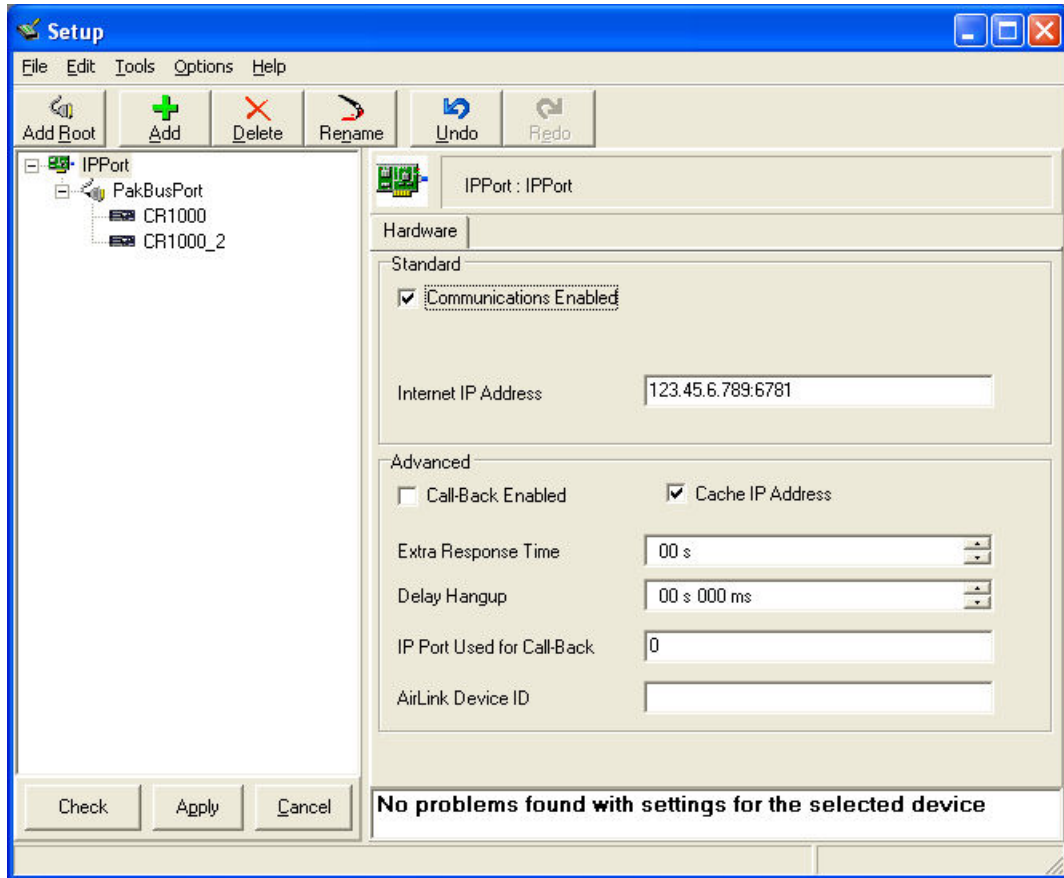 Setup
File Edit Tools Options Help
Add Root Add Delete Rename Undo Redo
IPPort
PakBusPort
CR1000
CR1000_2
IPPort : IPPort
Hardware
Standard
Communications Enabled
Internet IP Address 123.45.6.789:6781
Advanced
Call-Back Enabled Cache IP Address
Extra Response Time 00 s
Delay Hangup 00 s 000 ms
IP Port Used for Call-Back 0
AirLink Device ID
Check Apply Cancel
No problems found with settings for the selected device